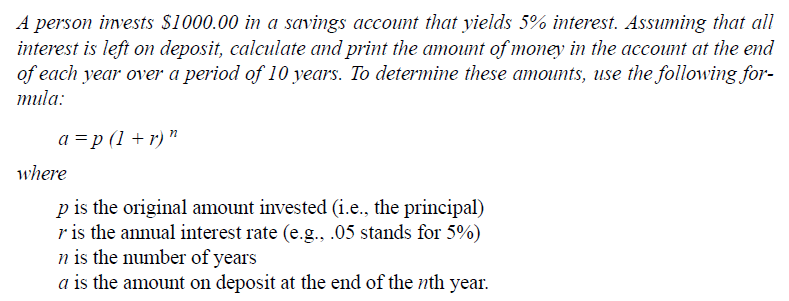 A person invests $1000.00 in a savings account that yields 5% interest. Assuming that all
interest is left on deposit, calculate and print the amount of money in the account at the end
of each year over a period of 10 years. To determine these amounts, use the following for-
mula:
a = p (1 + r) n
where
p is the original amount invested (i.e., the principal)
r is the annual interest rate (e.g., .05 stands for 5%)
n is the number of years
a is the amount on deposit at the end of the nth year.